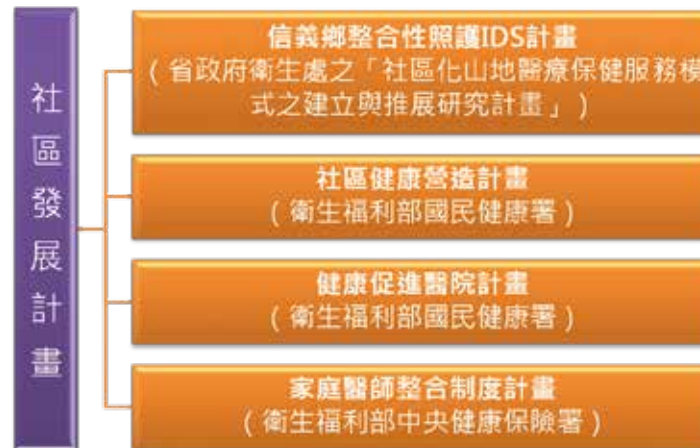 社區發展計畫
信義鄉整合性照護IDS計畫
（省政府衛生處之「社區化山地醫療保健服務模
式之建立與推展研究計畫」）
社區健康營造計畫
（衛生福利部國民健康署）
健康促進醫院計畫
（衛生福利部國民健康署）
家庭醫師整合制度計畫
（衛生福利部中央健康保險署）